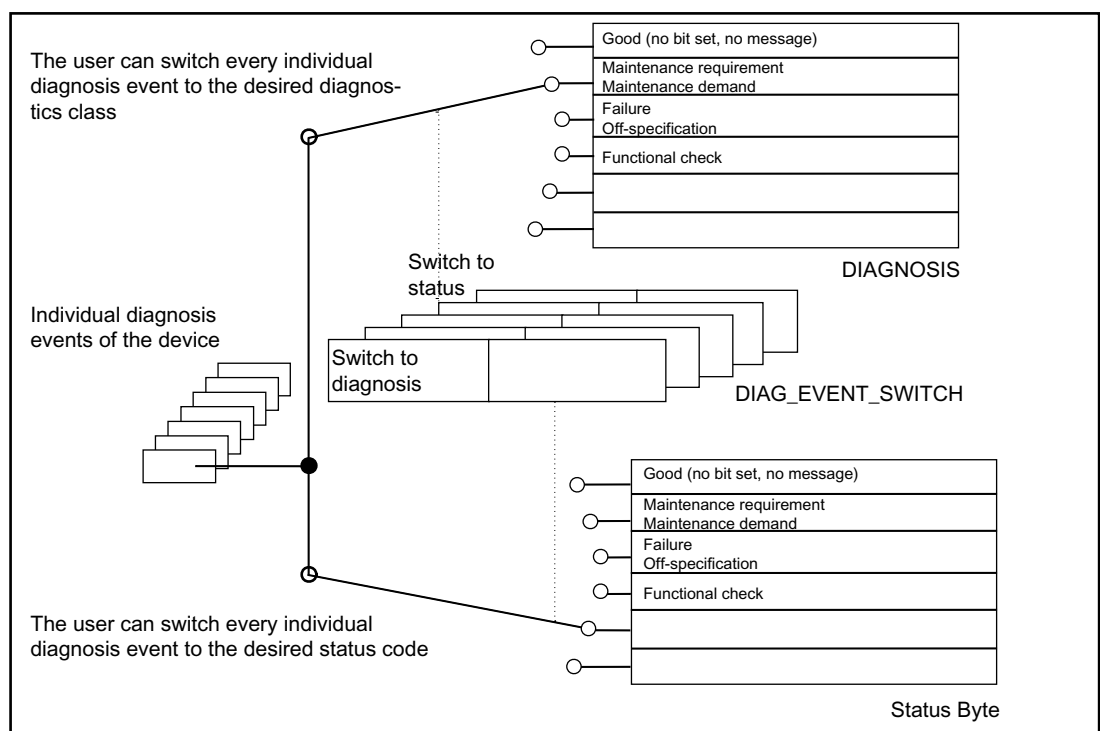 The user can switch every individual
diagnosis event to the desired diagnos-
tics class
Good (no bit set, no message)
Maintenance requirement
Maintenance demand
Failure
Off-specification
Functional check
DIAGNOSIS
Switch to
status
Individual diagnosis
events of the device
Switch to
diagnosis
DIAG_EVENT_SWITCH
Good (no bit set, no message)
Maintenance requirement
Maintenance demand
Failure
Off-specification
Functional check
The user can switch every individual
diagnosis event to the desired status code
Status Byte